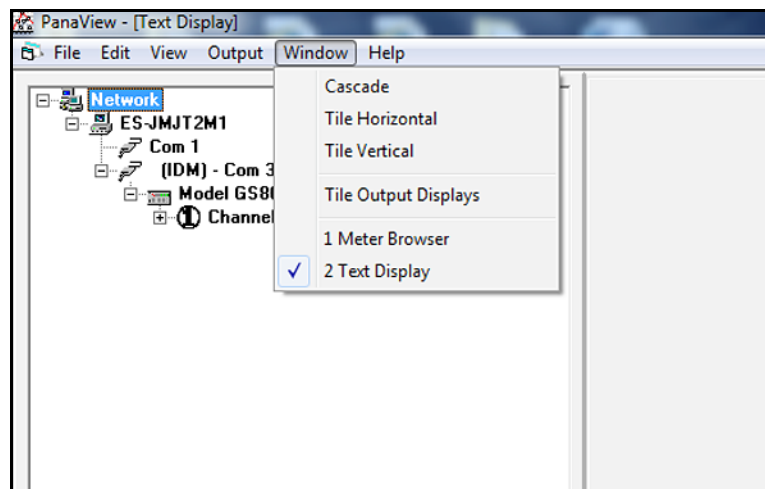 PanaView - [Text Display]
File Edit View Output Window Help
Cascade
Tile Horizontal
Tile Vertical
Tile Output Displays
1 Meter Browser
2 Text Display
Network
ES-JMJT2M1
Com 1
(IDM) - Com 3
Model
1 Channel